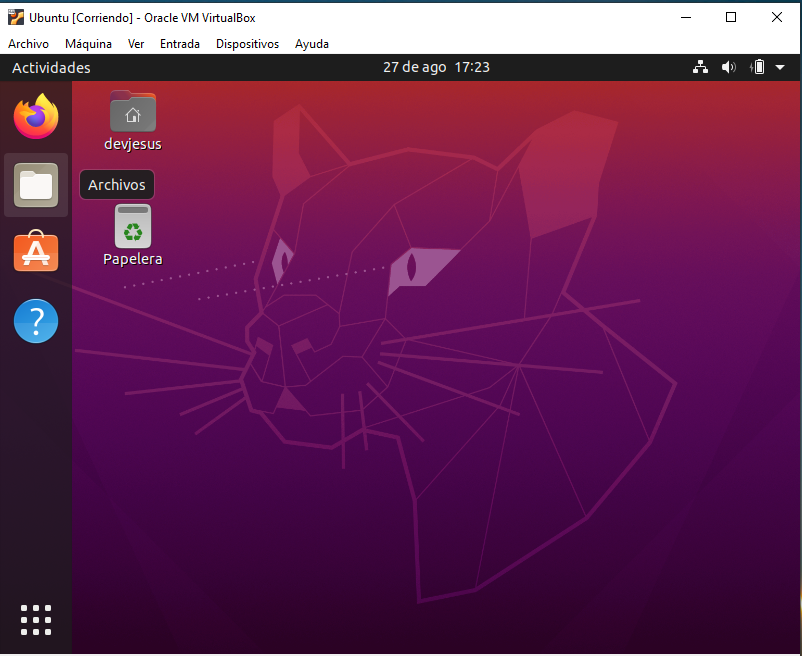 Ubuntu [Corriendo] - Oracle VM VirtualBox
Archivo Máquina Ver Entrada Dispositivos Ayuda
Actividades 27 de ago 17:23
devjesus
Archivos
Papelera
?